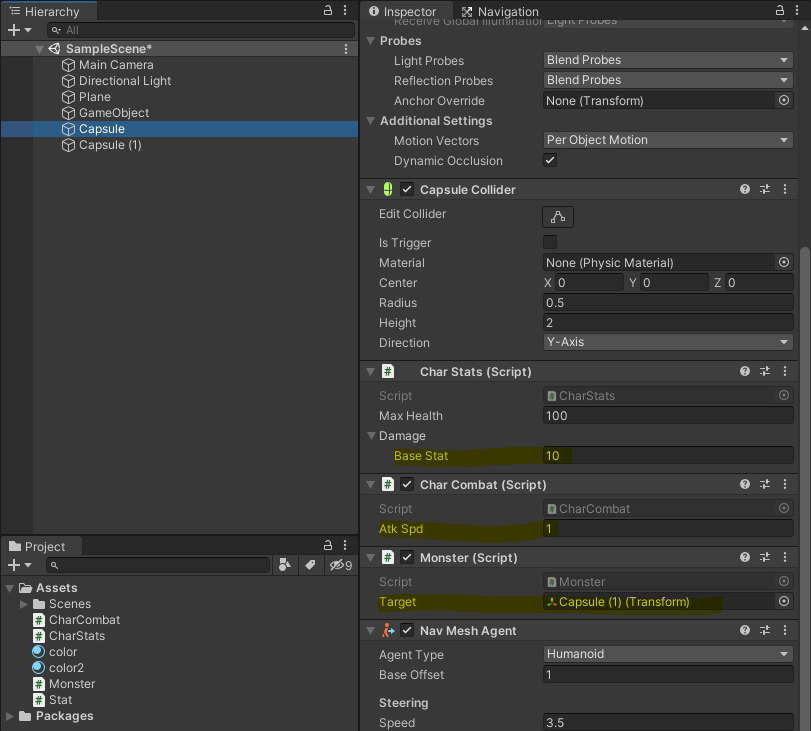 Hierarchy
All
SampleScene*
Main Camera
Directional Light
Plane
GameObject
Capsule
Capsule (1)
Project
9
Assets
Scenes
CharCombat
CharStats
color
color2
Monster
Stat
Packages
Inspector Navigation
Receive Global Illumination Light Probes
Probes
Light Probes Blend Probes
Reflection Probes Blend Probes
Anchor Override None (Transform)
Additional Settings
Motion Vectors Per Object Motion
Dynamic Occlusion
Capsule Collider
Edit Collider
Is Trigger
Material None (Physic Material)
Center X 0 Y 0 Z 0
Radius 0.5
Height 2
Direction Y-Axis
# Char Stats (Script)
Script CharStats
Max Health 100
Damage
Base Stat 10
# Char Combat (Script)
Script CharCombat
Atk Spd 1
# Monster (Script)
Script Monster
Target Capsule (1) (Transform)
Nav Mesh Agent
Agent Type Humanoid
Base Offset 1
Steering
Speed 3.5